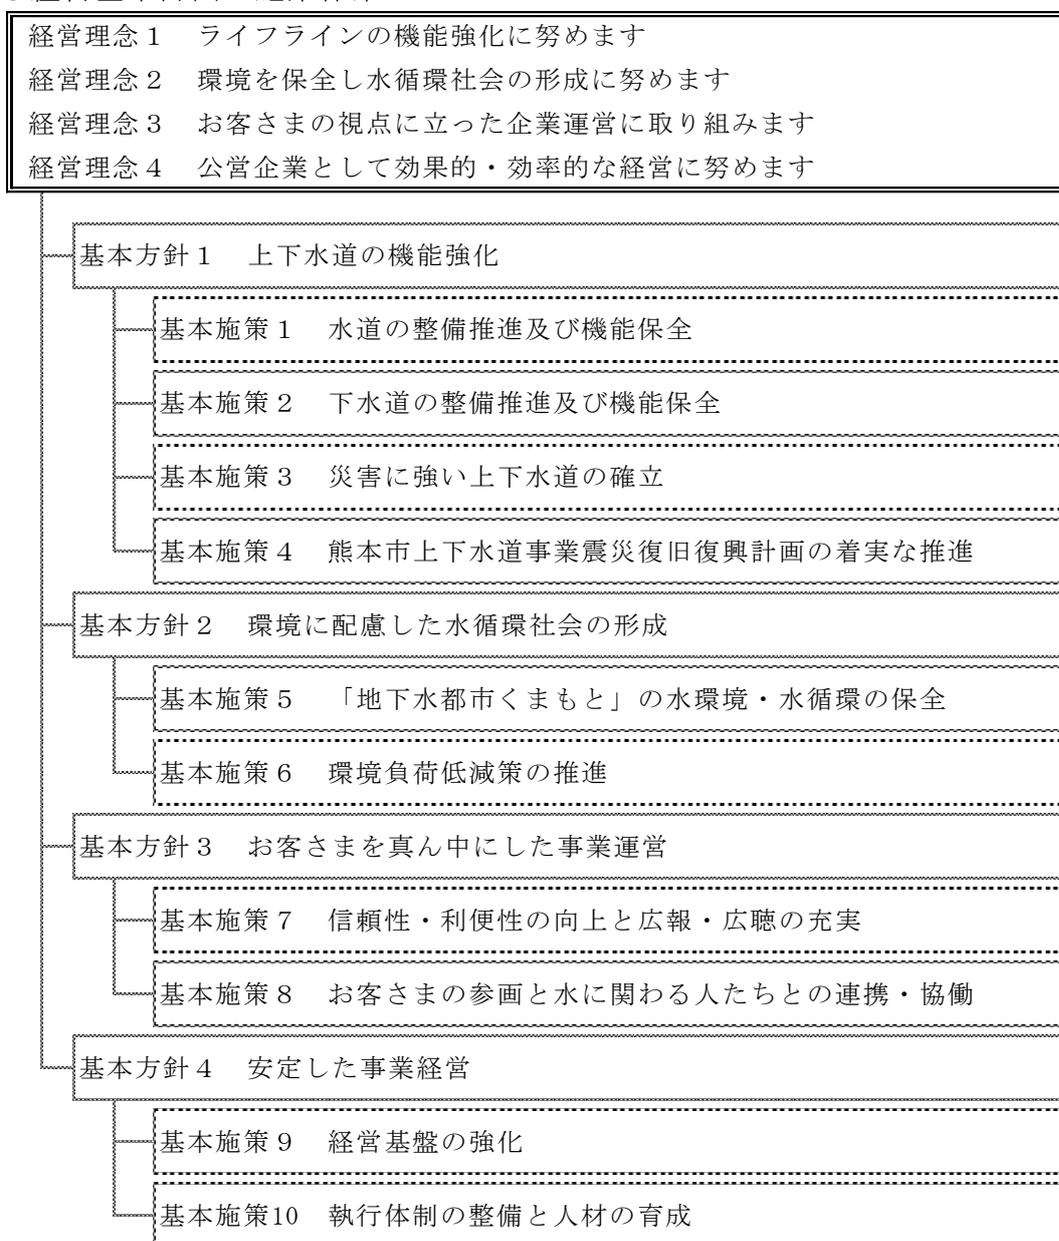 経営理念１　ライフラインの機能強化に努めます
経営理念２　環境を保全し水循環社会の形成に努めます
経営理念３　お客さまの視点に立った企業運営に取り組みます
経営理念４　公営企業として効果的・効率的な経営に努めます
基本方針１　上下水道の機能強化
基本施策１　水道の整備推進及び機能保全
基本施策２　下水道の整備推進及び機能保全
基本施策３　災害に強い上下水道の確立
基本施策４　熊本市上下水道事業震災復旧復興計画の着実な推進
基本方針２　環境に配慮した水循環社会の形成
基本施策５　「地下水都市くまもと」の水環境・水循環の保全
基本施策６　環境負荷低減策の推進
基本方針３　お客さまを真ん中にした事業運営
基本施策７　信頼性・利便性の向上と広報・広聴の充実
基本施策８　お客さまの参画と水に関わる人たちとの連携・協働
基本方針４　安定した事業経営
基本施策９　経営基盤の強化
基本施策10　執行体制の整備と人材の育成